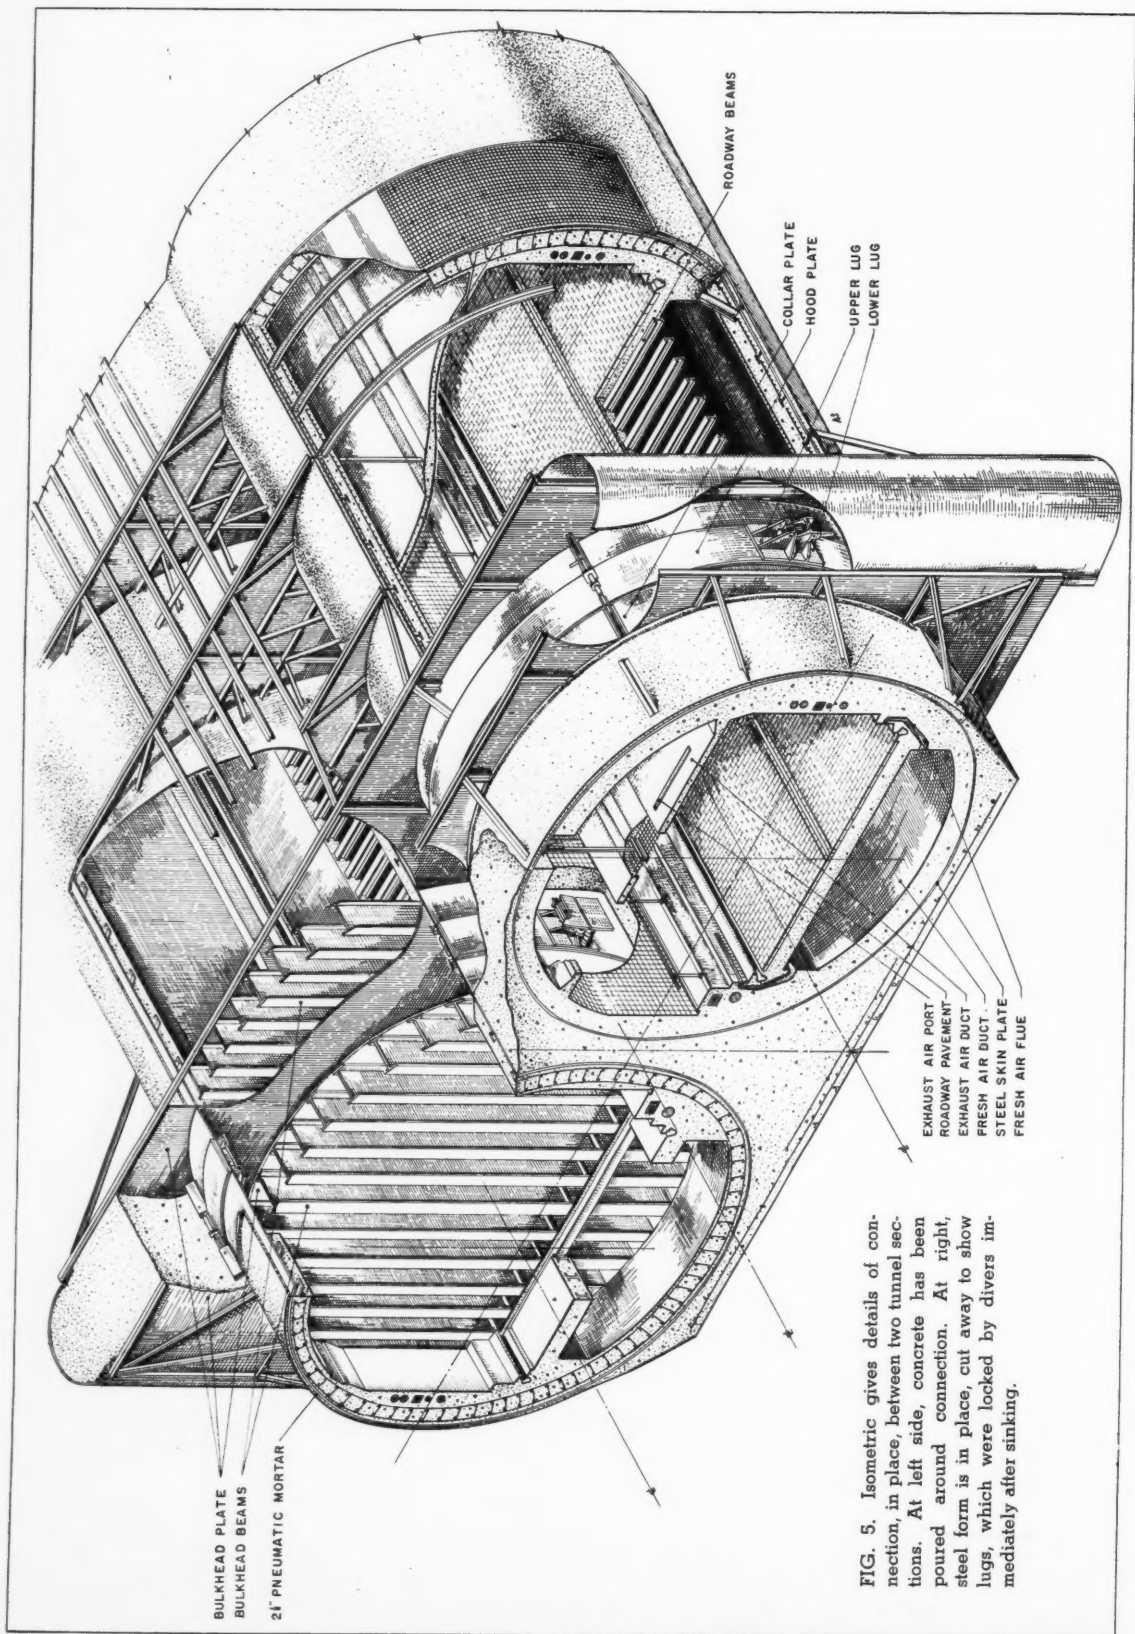 ROADWAY BEAMS
COLLAR PLATE
HOOD PLATE
UPPER LUG
LOWER LUG
EXHAUST AIR PORT
ROADWAY PAVEMENT
EXHAUST AIR DUCT
FRESH AIR DUCT
STEEL SKIN PLATE
FRESH AIR FLUE
BULKHEAD PLATE
BULKHEAD BEAMS
PNEUMATIC MORTAR
FIG. 5. Isometric gives details of con-
nection, in place, between two tunnel sec-
tions. At left side, concrete has been
poured around connection. At right,
steel form is in place, cut away to show
lugs, which were locked by divers im-
mediately after sinking.